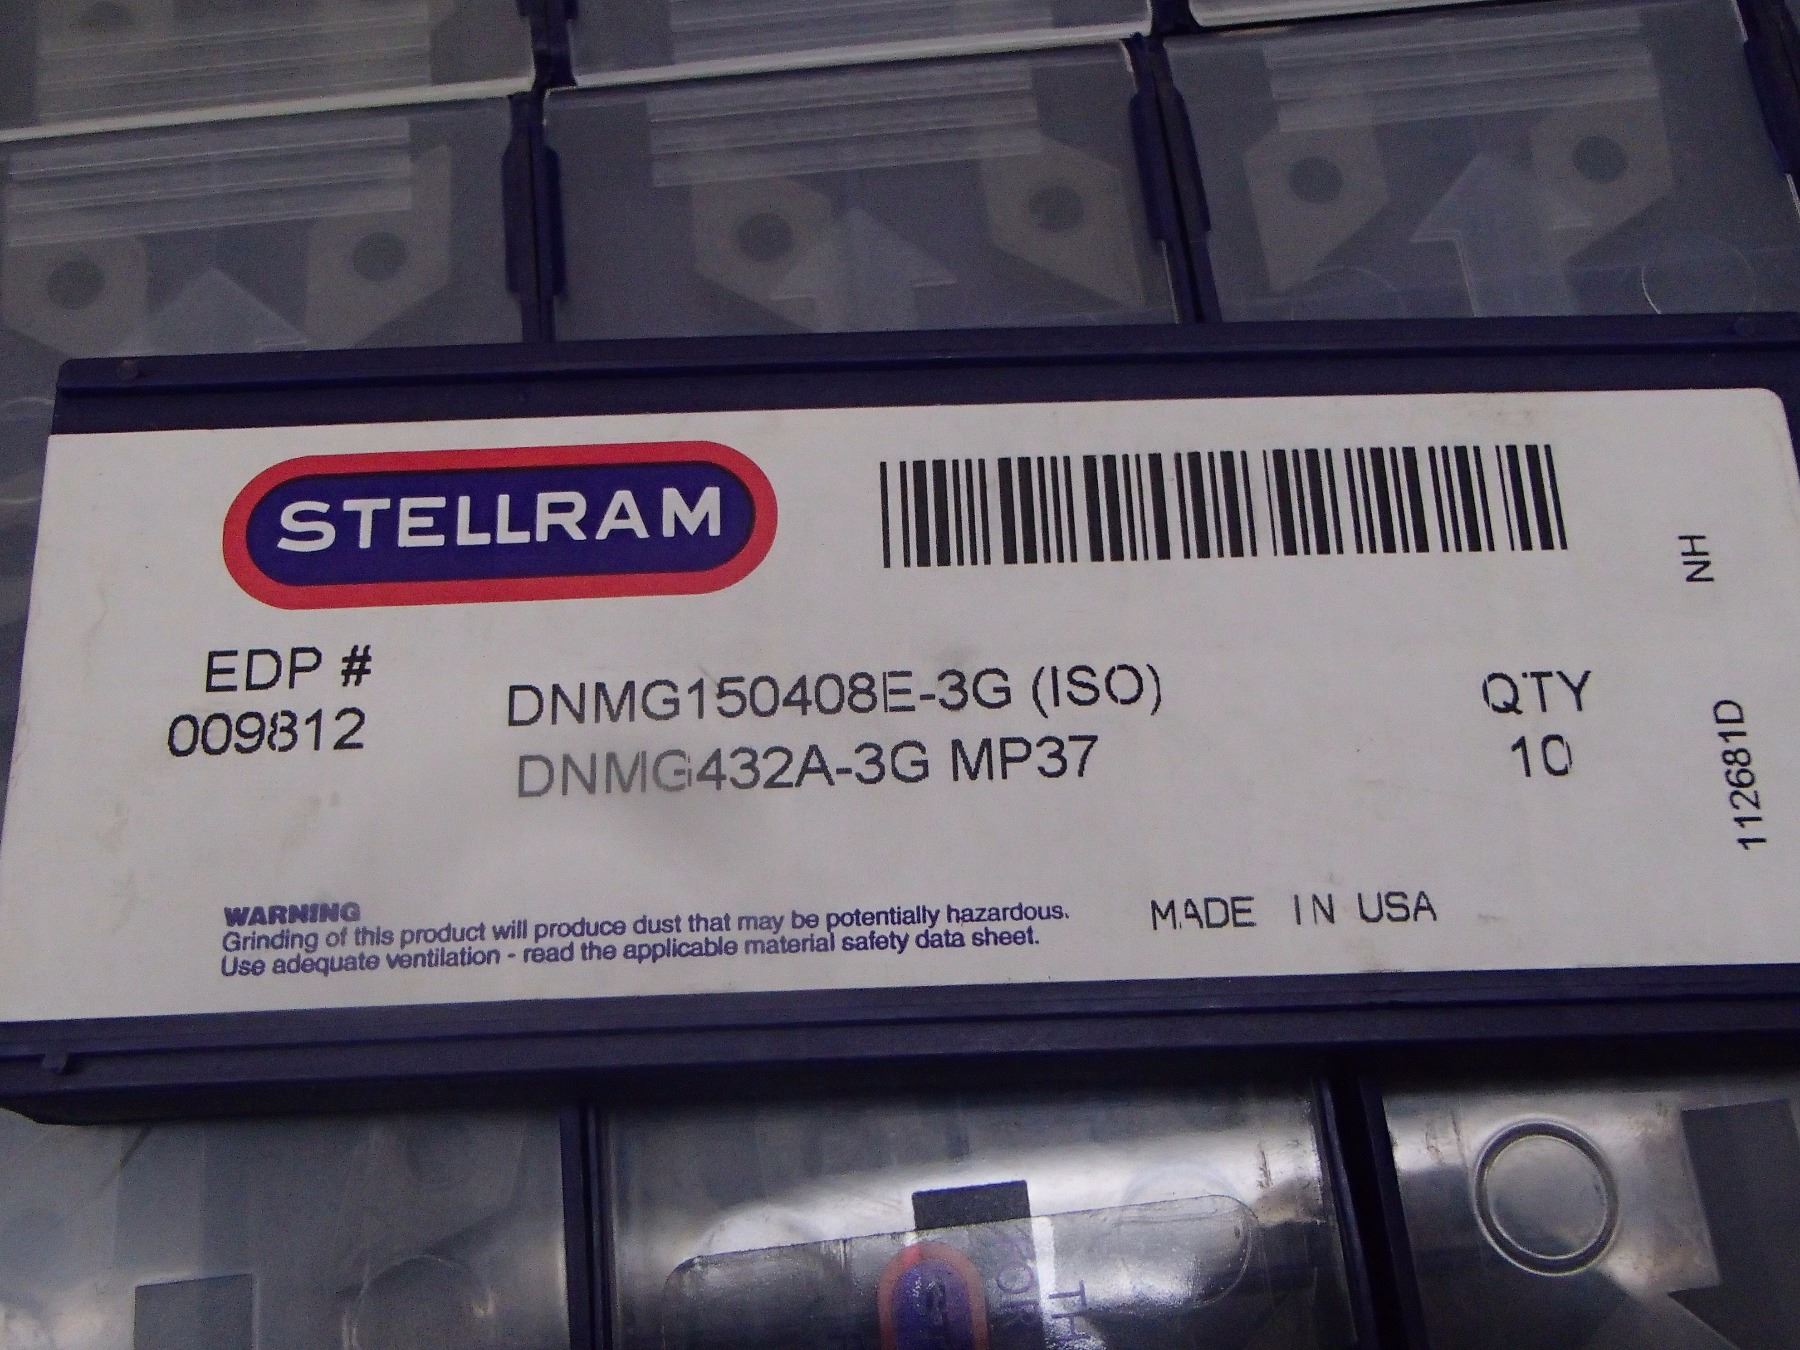 STELLRAM
EDP #
009812
DNMG150408E-3G (ISO)
DNMG432A-3G MP37
QTY
10
NH
112681D
WARNING
Grinding of this product will produce dust that may be potentially hazardous.
Use adequate ventilation - read the applicable material safety data sheet.
MADE IN USA